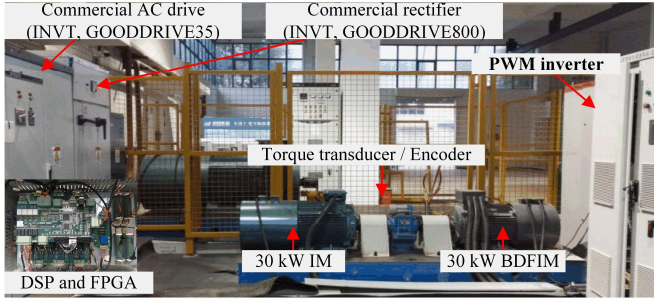 Commercial AC drive
(INVT, GOODDRIVE35)
Commercial rectifier
(INVT, GOODDRIVE800)
PWM inverter
Torque transducer / Encoder
30 kW IM
30 kW BDFIM
DSP and FPGA